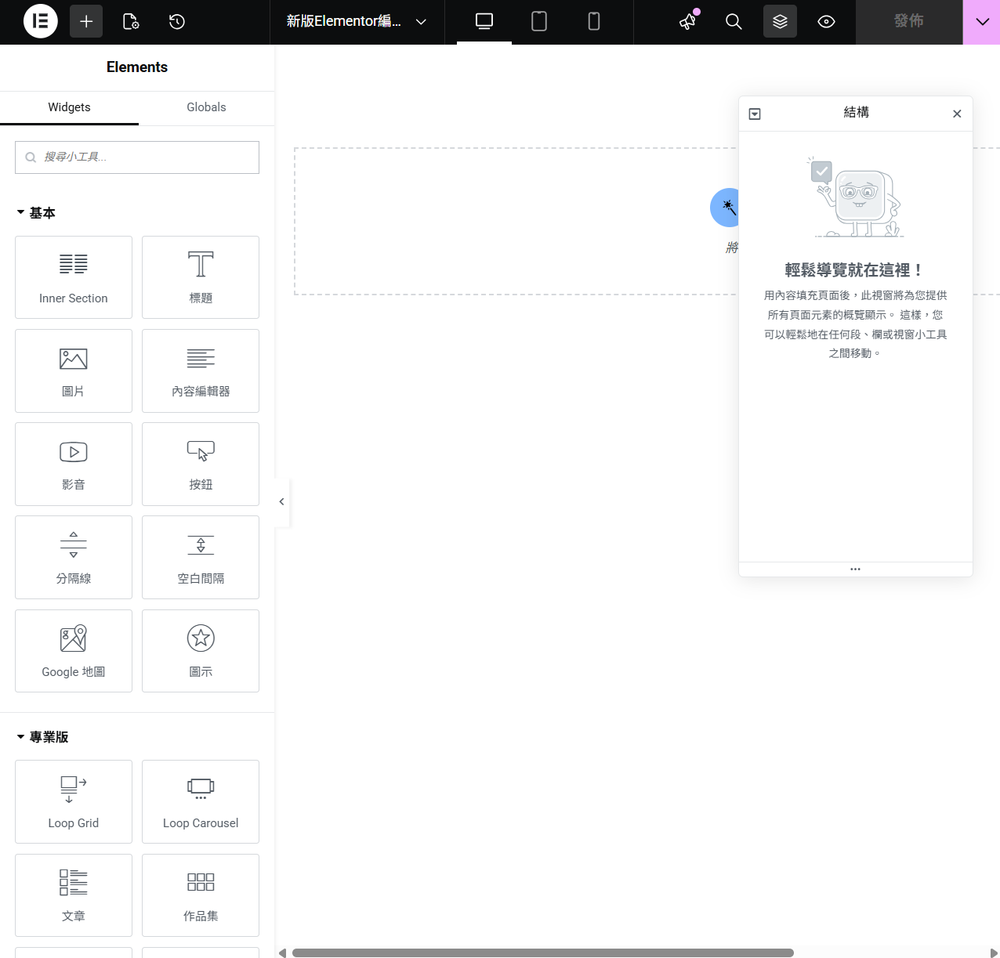 新版Elementor編...
發佈
Elements
Widgets
Globals
搜尋小工具...
基本
Inner Section
標題
圖片
內容編輯器
影音
按鈕
分隔線
空白間隔
Google 地圖
圖示
專業版
Loop Grid
Loop Carousel
文章
作品集
將
結構
輕鬆導覽就在這裡！
用內容填充頁面後，此視窗將為您提供
所有頁面元素的概覽顯示。 這樣，您
可以輕鬆地在任何段、欄或視窗小工具
之間移動。